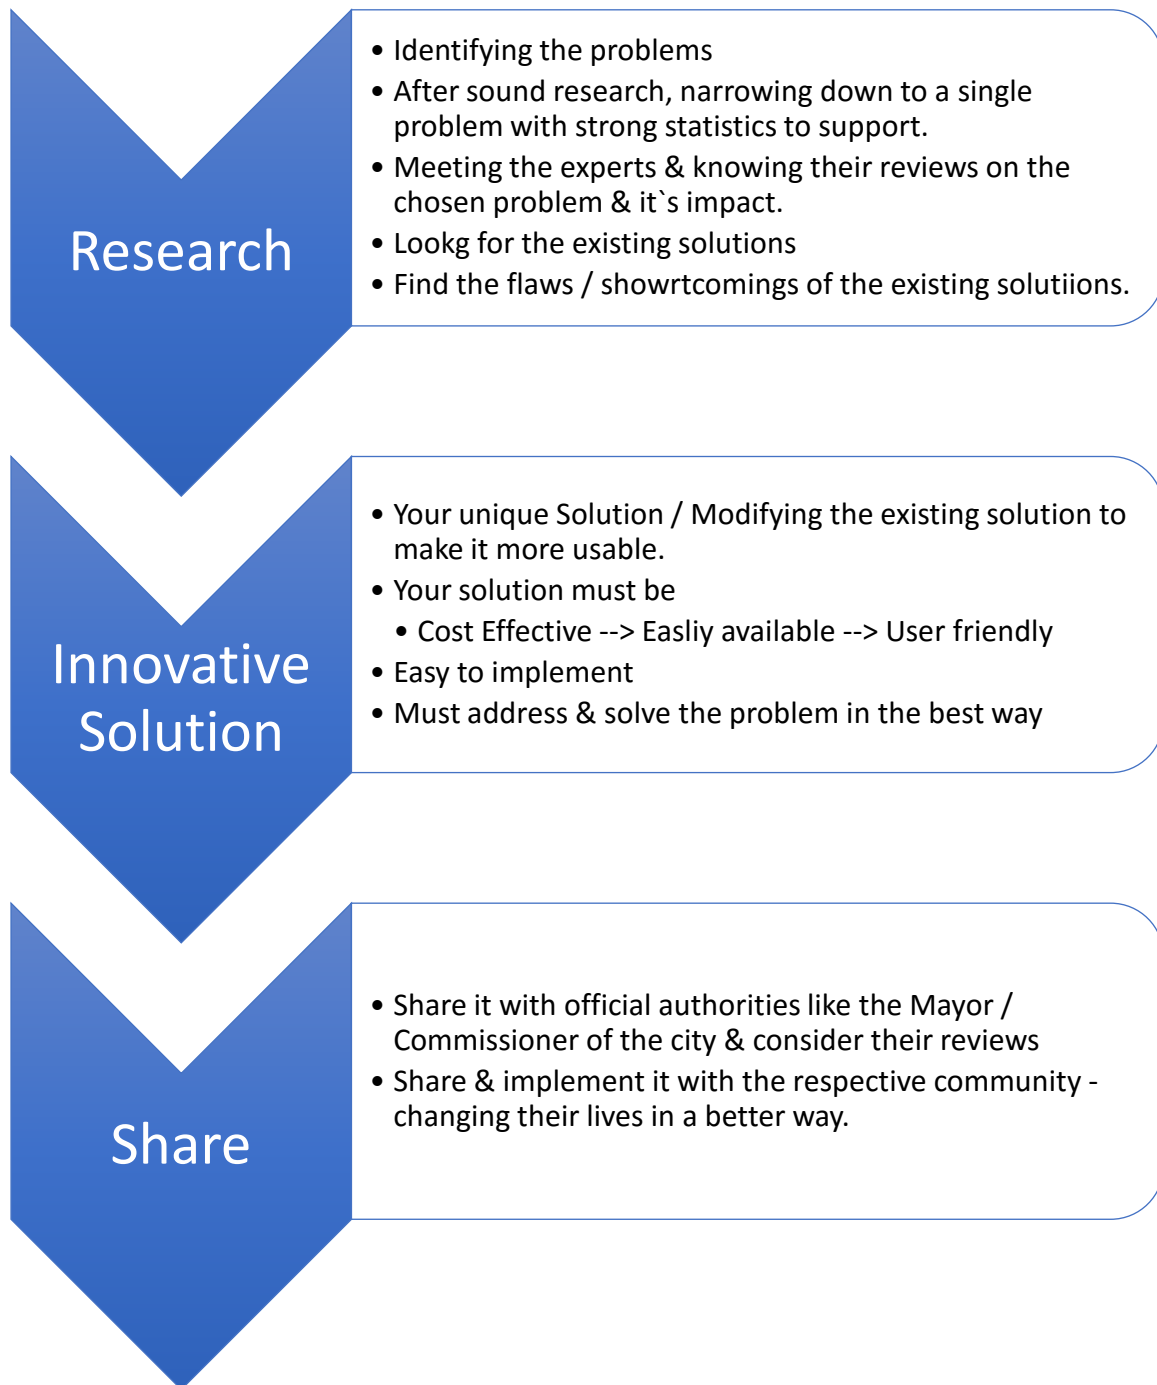 Research
• Identifying the problems
• After sound research, narrowing down to a single
problem with strong statistics to support.
• Meeting the experts & knowing their reviews on the
chosen problem & it`s impact.
• Lookg for the existing solutions
• Find the flaws / showrtcomings of the existing solutiions.
Innovative
Solution
• Your unique Solution / Modifying the existing solution to
make it more usable.
• Your solution must be
• Cost Effective --> Easliy available --> User friendly
• Easy to implement
• Must address & solve the problem in the best way
Share
• Share it with official authorities like the Mayor /
Commissioner of the city & consider their reviews
• Share & implement it with the respective community -
changing their lives in a better way.